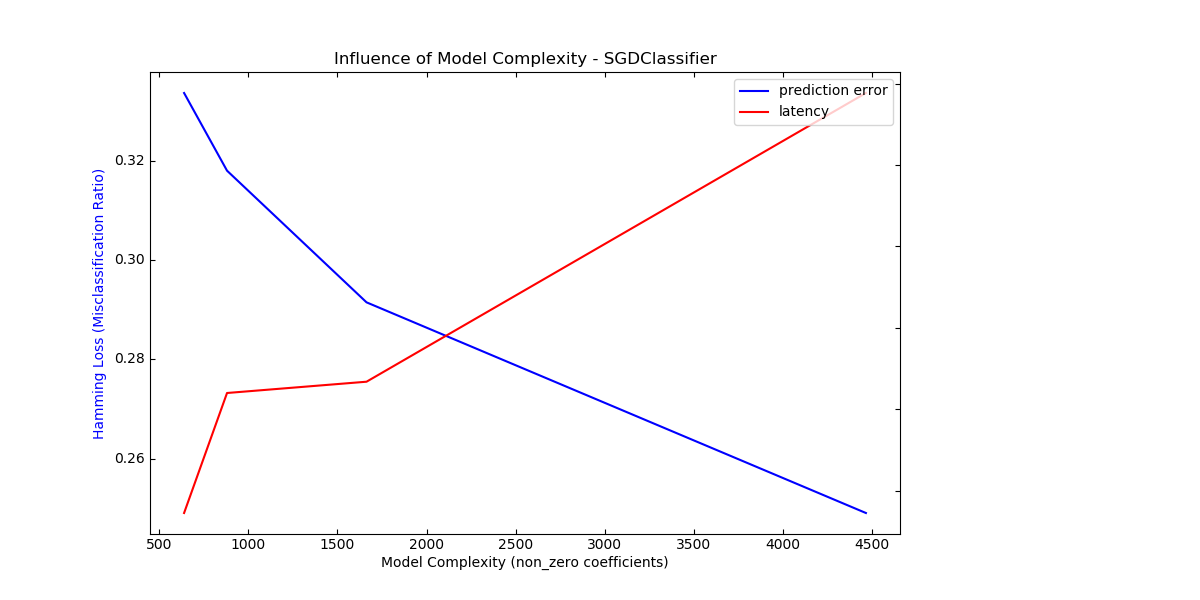 Influence of Model Complexity - SGDClassifier
prediction error
latency
Hamming Loss (Misclassification Ratio)
0.32
0.30
0.28
0.26
500 1000 1500 2000 2500 3000 3500 4000 4500
Model Complexity (non_zero coefficients)